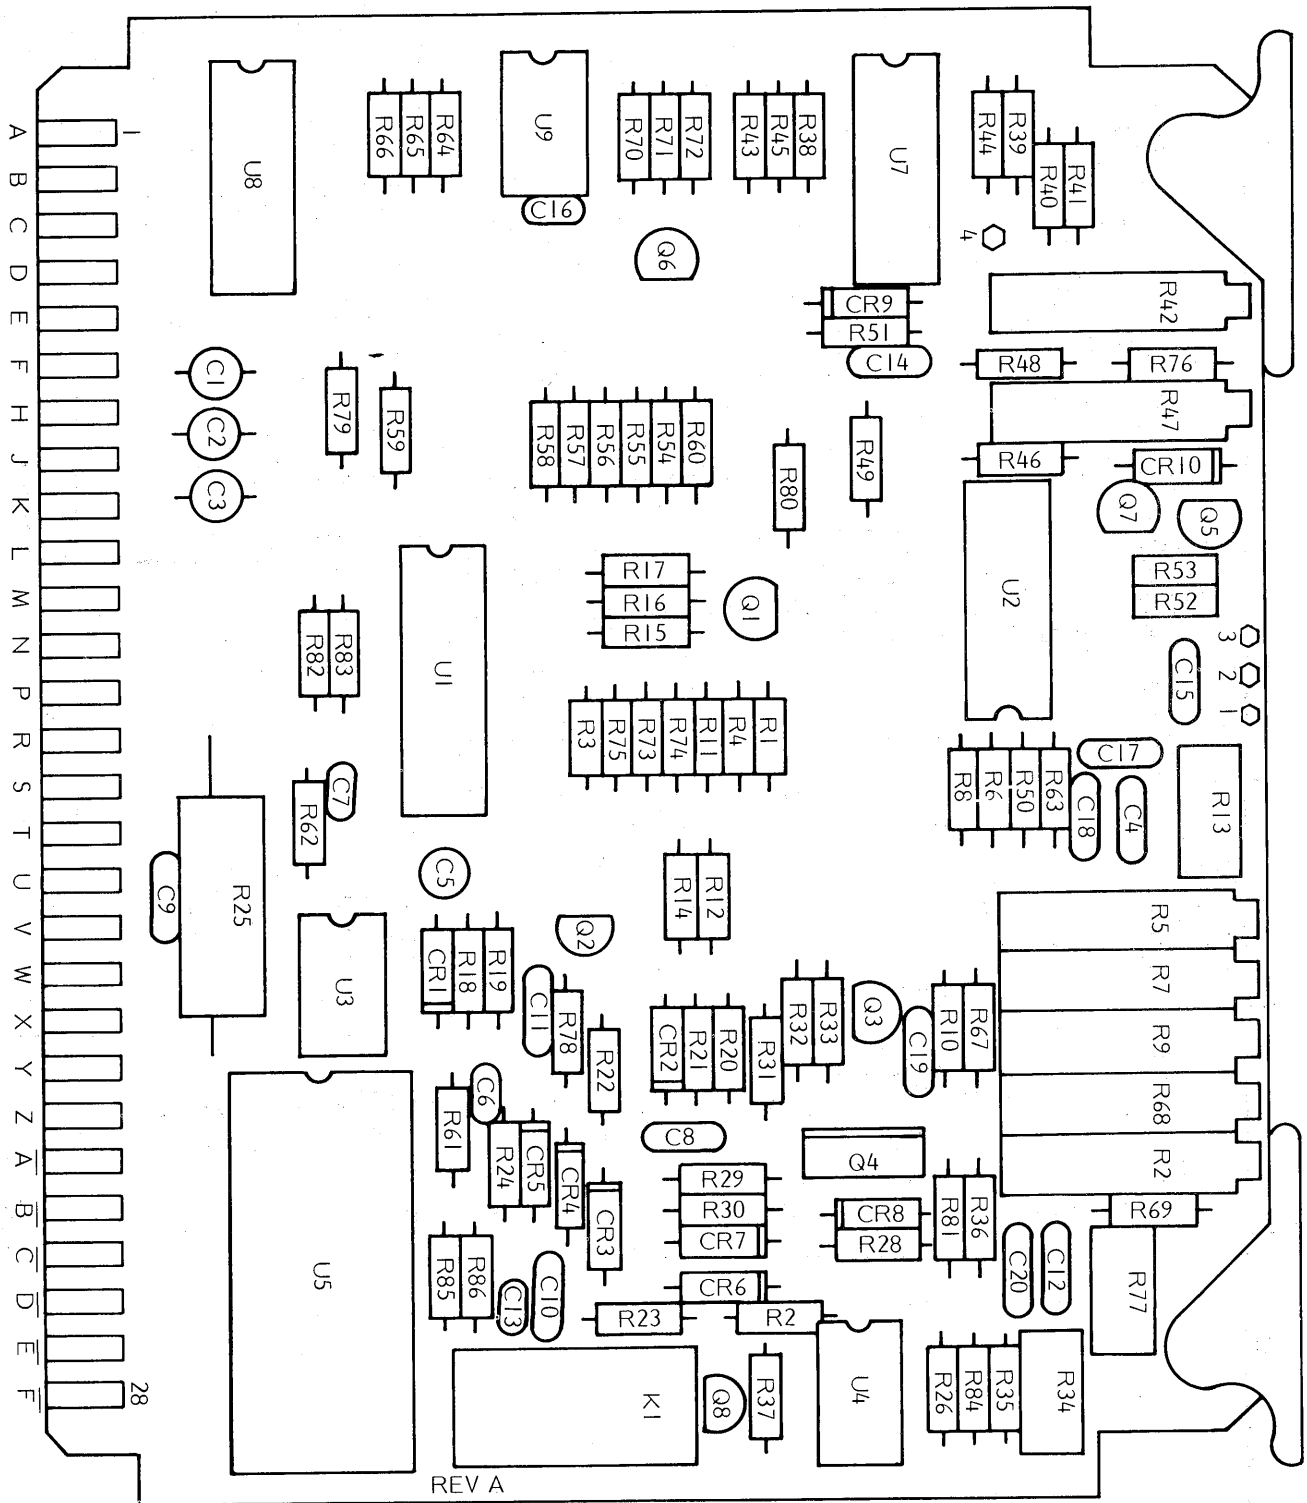 A
B
C
D
E
F
H
J
K
L
M
N
P
R
S
T
U
V
W
X
Y
Z
A̅
B̅
C̅
D̅
E̅
F̅
1
28
U8
R66
R65
R64
U9
C16
R70
R71
R72
Q6
R43
R45
R38
U7
R44
R39
R40
R41
4
CR9
R51
C14
R42
R48
R76
R47
R46
CR10
Q7
Q5
C1
C2
C3
R79
R59
R58
R57
R56
R55
R54
R60
R80
R49
U2
R53
R52
3
2
1
C15
R17
R16
R15
Q1
U1
R82
R83
R3
R75
R73
R74
R11
R4
R1
R8
R6
R50
R63
C17
C18
C4
R13
C7
R62
C5
R25
C9
U3
CR1
R18
R19
Q2
R14
R12
C11
R78
R22
CR2
R21
R20
R31
R32
R33
Q3
C19
R10
R67
R5
R7
R9
R68
R2
U5
C6
R61
R24
CR5
CR4
CR3
C8
Q4
R29
R30
CR7
CR8
R28
R81
R36
R69
C20
C12
R77
R85
R86
C13
C10
CR6
R23
R2
K1
Q8
R37
U4
R26
R84
R35
R34
REV A